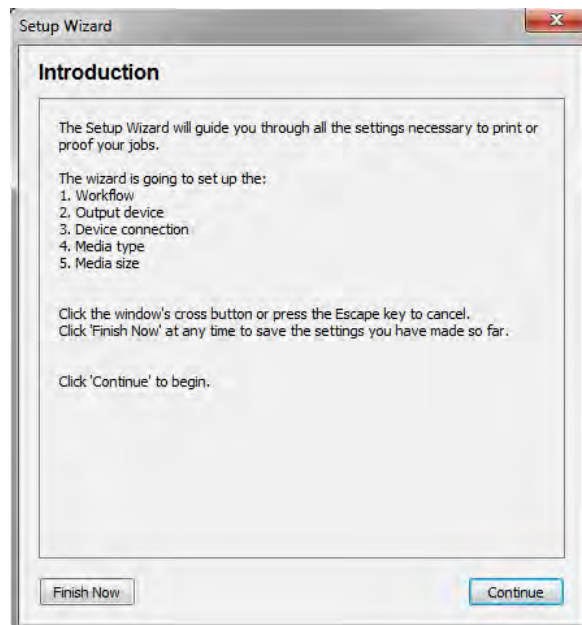 Setup Wizard
Introduction
The Setup Wizard will guide you through all the settings necessary to print or
proof your jobs.
The wizard is going to set up the:
1. Workflow
2. Output device
3. Device connection
4. Media type
5. Media size
Click the window's cross button or press the Escape key to cancel.
Click 'Finish Now' at any time to save the settings you have made so far.
Click 'Continue' to begin.
Finish Now
Continue